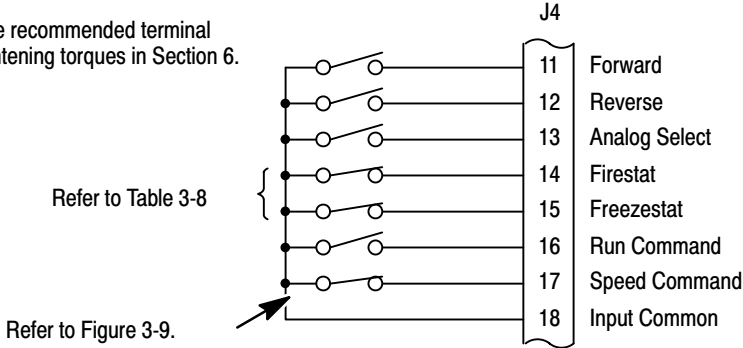 J4
recommended terminal
torques in Section 6.
11 Forward
12 Reverse
13 Analog Select
14 Firestat
Refer to Table 3-8
15 Freezestat
16 Run Command
17 Speed Command
18 Input Common
Refer to Figure 3-9.